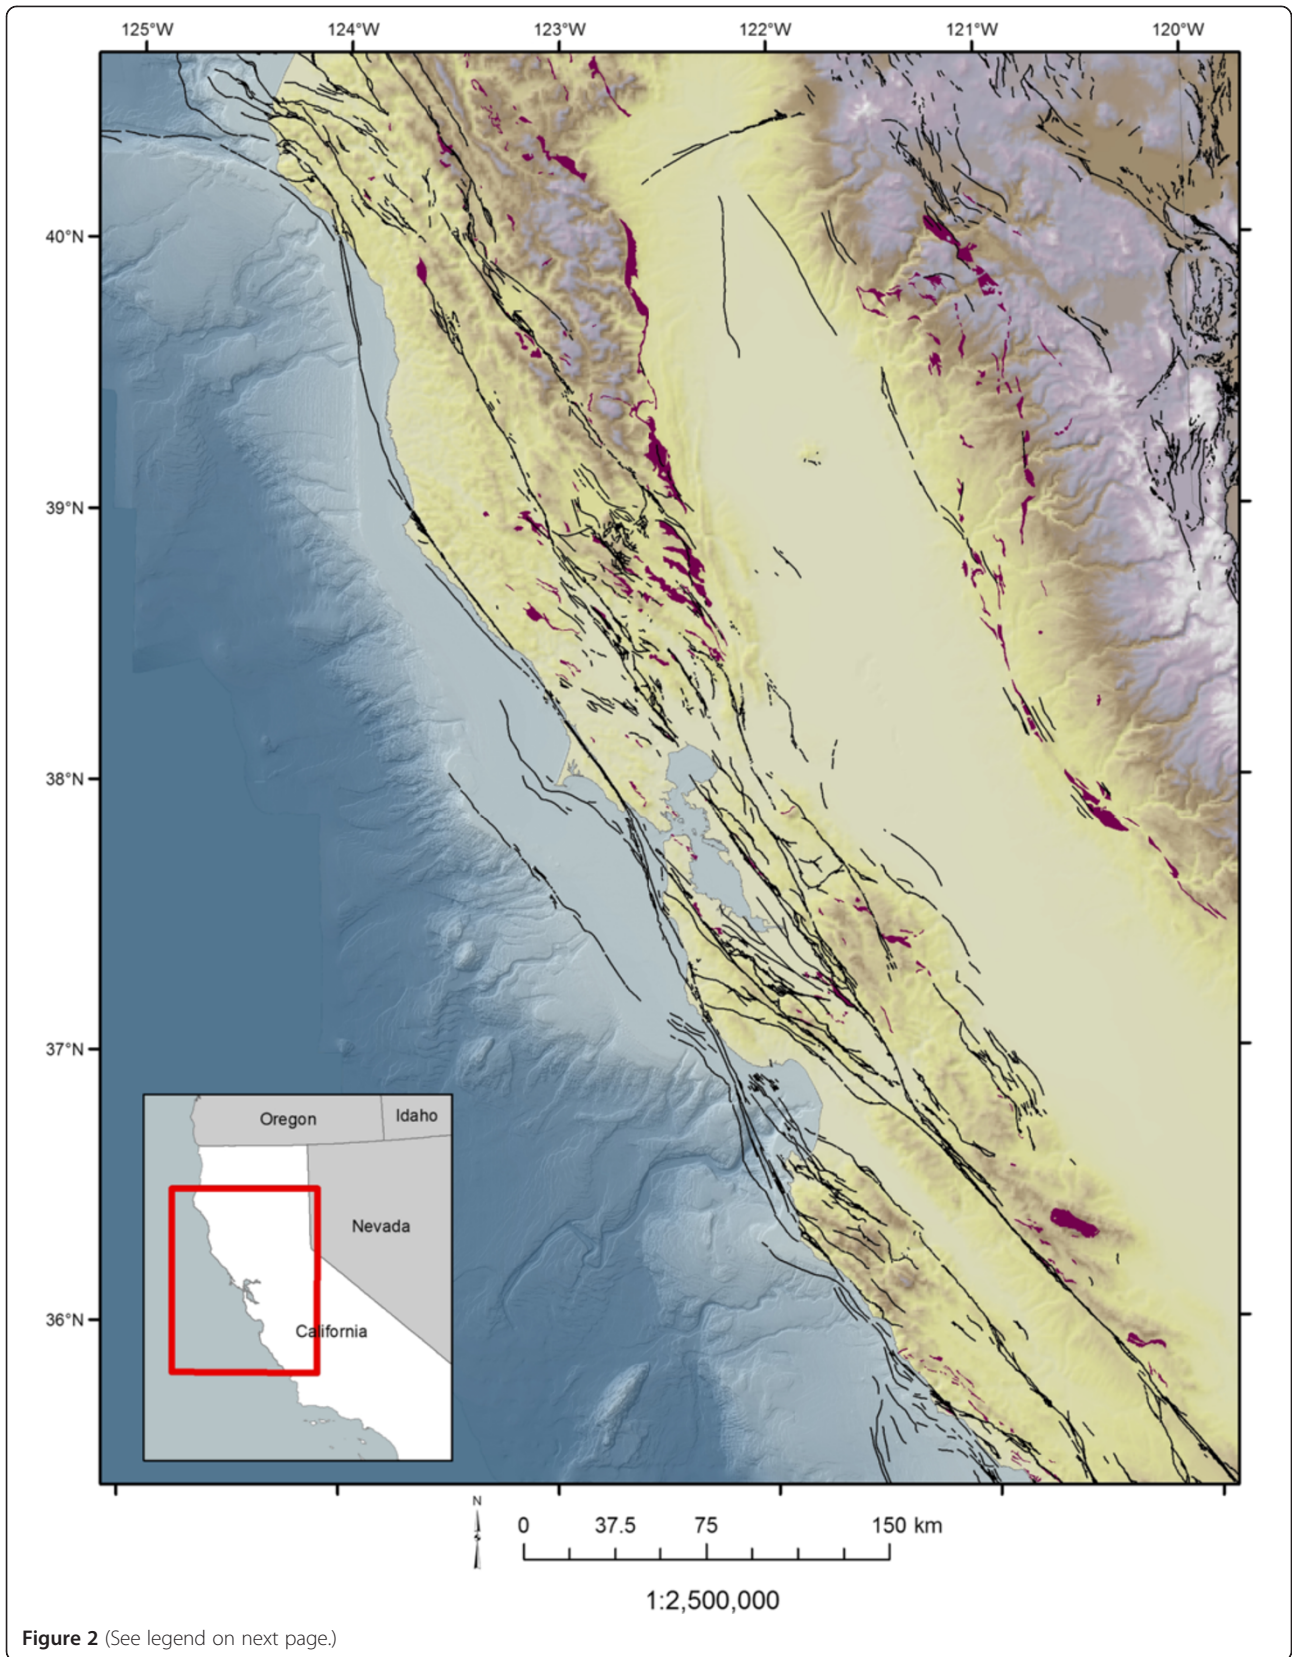 125°W 124°W 123°W 122°W 121°W 120°W
40°N
39°N
38°N
37°N
36°N
Oregon
Idaho
Nevada
California
N
0 37.5 75 150 km
1:2,500,000
Figure 2 (See legend on next page.)